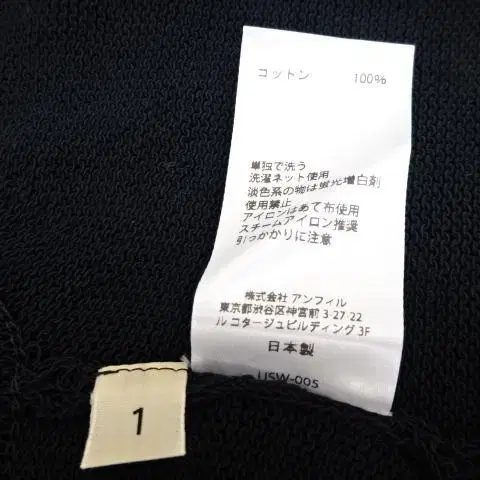 コットン 100%
単独で洗う
洗濯ネット使用
淡色系の物は蛍光増白剤
使用禁止
アイロンはあて布使用
スチームアイロン推奨
引っかかりに注意
株式会社 アンフィル
東京都渋谷区神宮前 3-27-22
ル コタージュビルディング 3F
日本製
USW-005
1